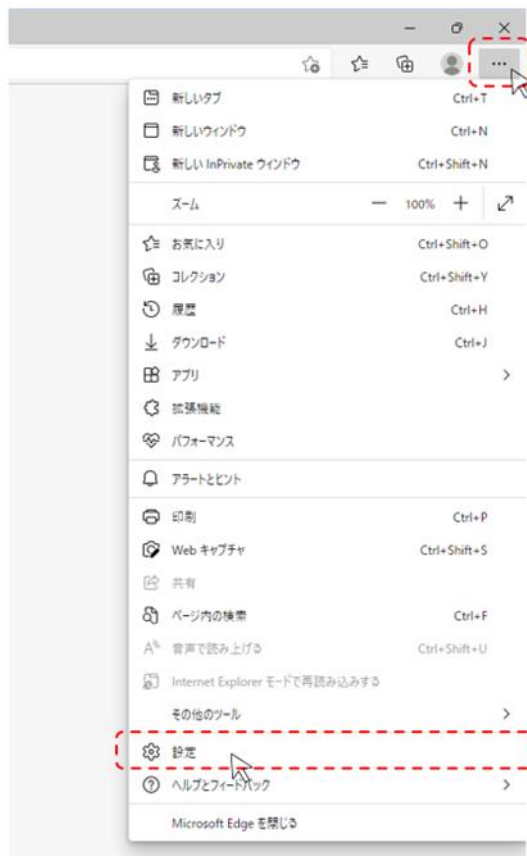 新しいタブ Ctrl+T
新しいウィンドウ Ctrl+N
新しい InPrivate ウィンドウ Ctrl+Shift+N
ズーム 100%
お気に入り Ctrl+Shift+O
コレクション Ctrl+Shift+Y
履歴 Ctrl+H
ダウンロード Ctrl+J
アプリ
拡張機能
パフォーマンス
アラートとヒント
印刷 Ctrl+P
Web キャプチャ Ctrl+Shift+S
共有
ページ内の検索 Ctrl+F
音声で読み上げる Ctrl+Shift+U
Internet Explorer モードで再読み込みする
その他のツール
設定
ヘルプとフィードバック
Microsoft Edge を閉じる